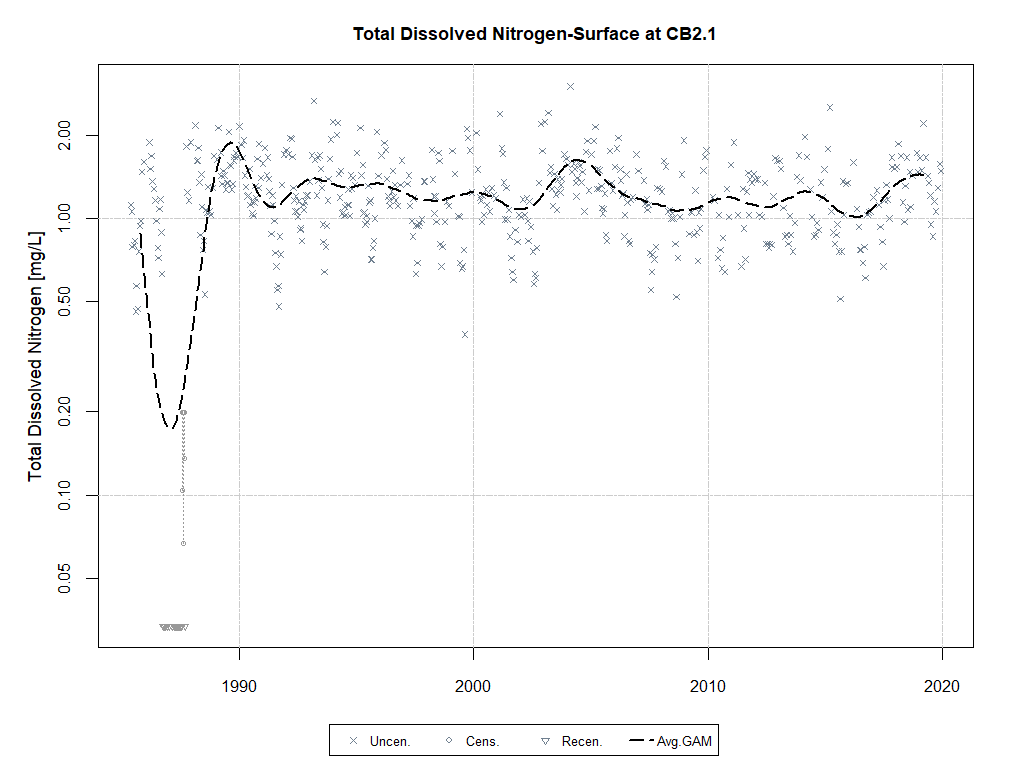 Total Dissolved Nitrogen-Surface at CB2.1
Total Dissolved Nitrogen [mg/L]
2.00
1.00
0.50
0.20
0.10
0.05
1990 2000 2010 2020
Uncen. Cens. Recen. Avg.GAM